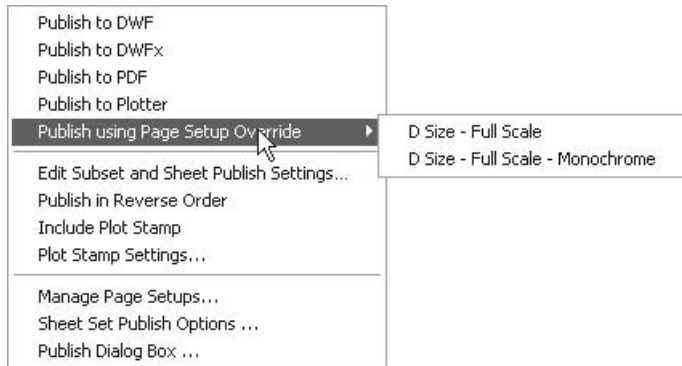 Publish to DWF
Publish to DWFx
Publish to PDF
Publish to Plotter
Publish using Page Setup Override
D Size - Full Scale
D Size - Full Scale - Monochrome
Edit Subset and Sheet Publish Settings...
Publish in Reverse Order
Include Plot Stamp
Plot Stamp Settings...
Manage Page Setups...
Sheet Set Publish Options ...
Publish Dialog Box ...